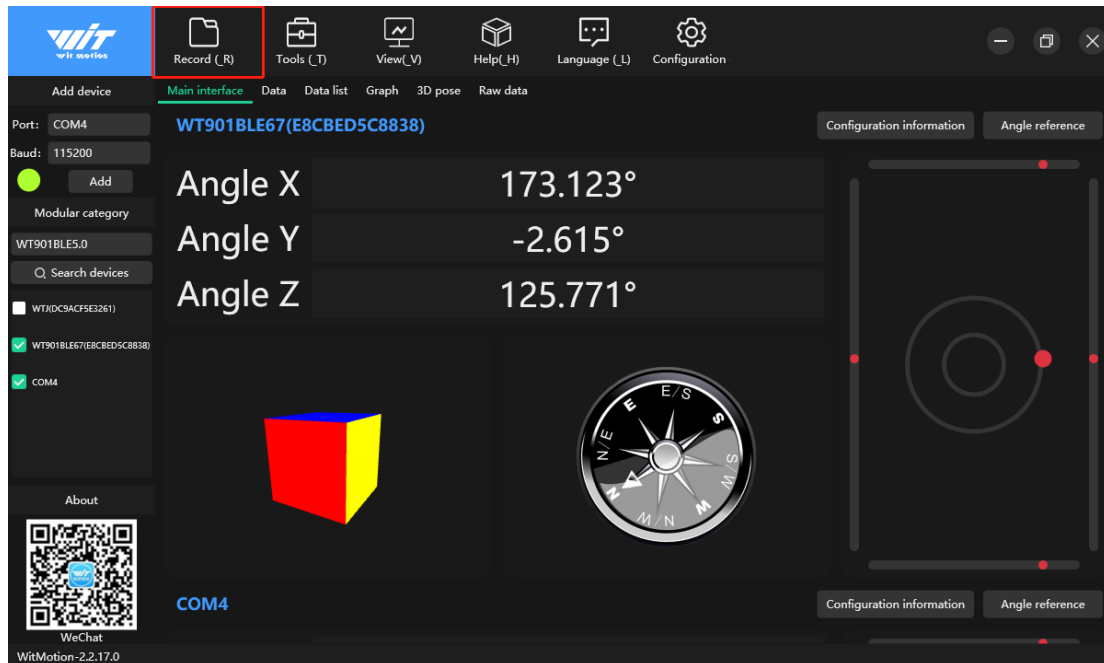 WIT
wit motion
Record (_R)
Tools (_T)
View(_V)
Help(_H)
Language (_L)
Configuration
Add device
Main interface
Data
Data list
Graph
3D pose
Raw data
Port: COM4
WT901BLE67(E8CBED5C8838)
Configuration information
Angle reference
Baud: 115200
Add
Angle X 173.123°
Modular category
WT901BLE5.0
Angle Y -2.615°
Search devices
Angle Z 125.771°
WTJ(DC9ACF5E3261)
WT901BLE67(E8CBED5C8838)
COM4
N/E
E
E/S
S
S/W
W
W/N
N
About
COM4
Configuration information
Angle reference
WeChat
WitMotion-2.2.17.0